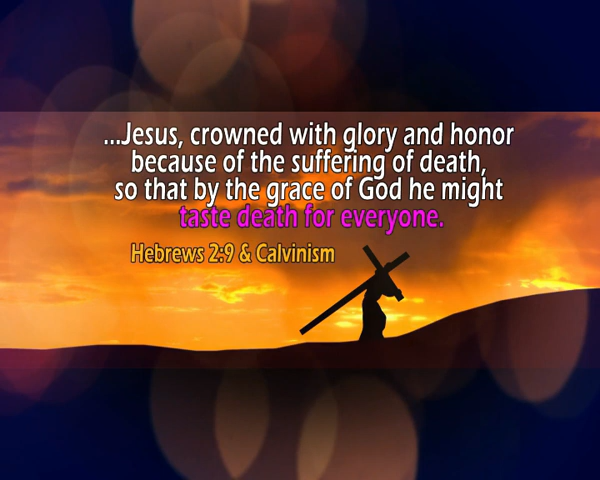 ...Jesus, crowned with glory and honor
because of the suffering of death,
so that by the grace of God he might
taste death for everyone.
Hebrews 2:9 & Calvinism